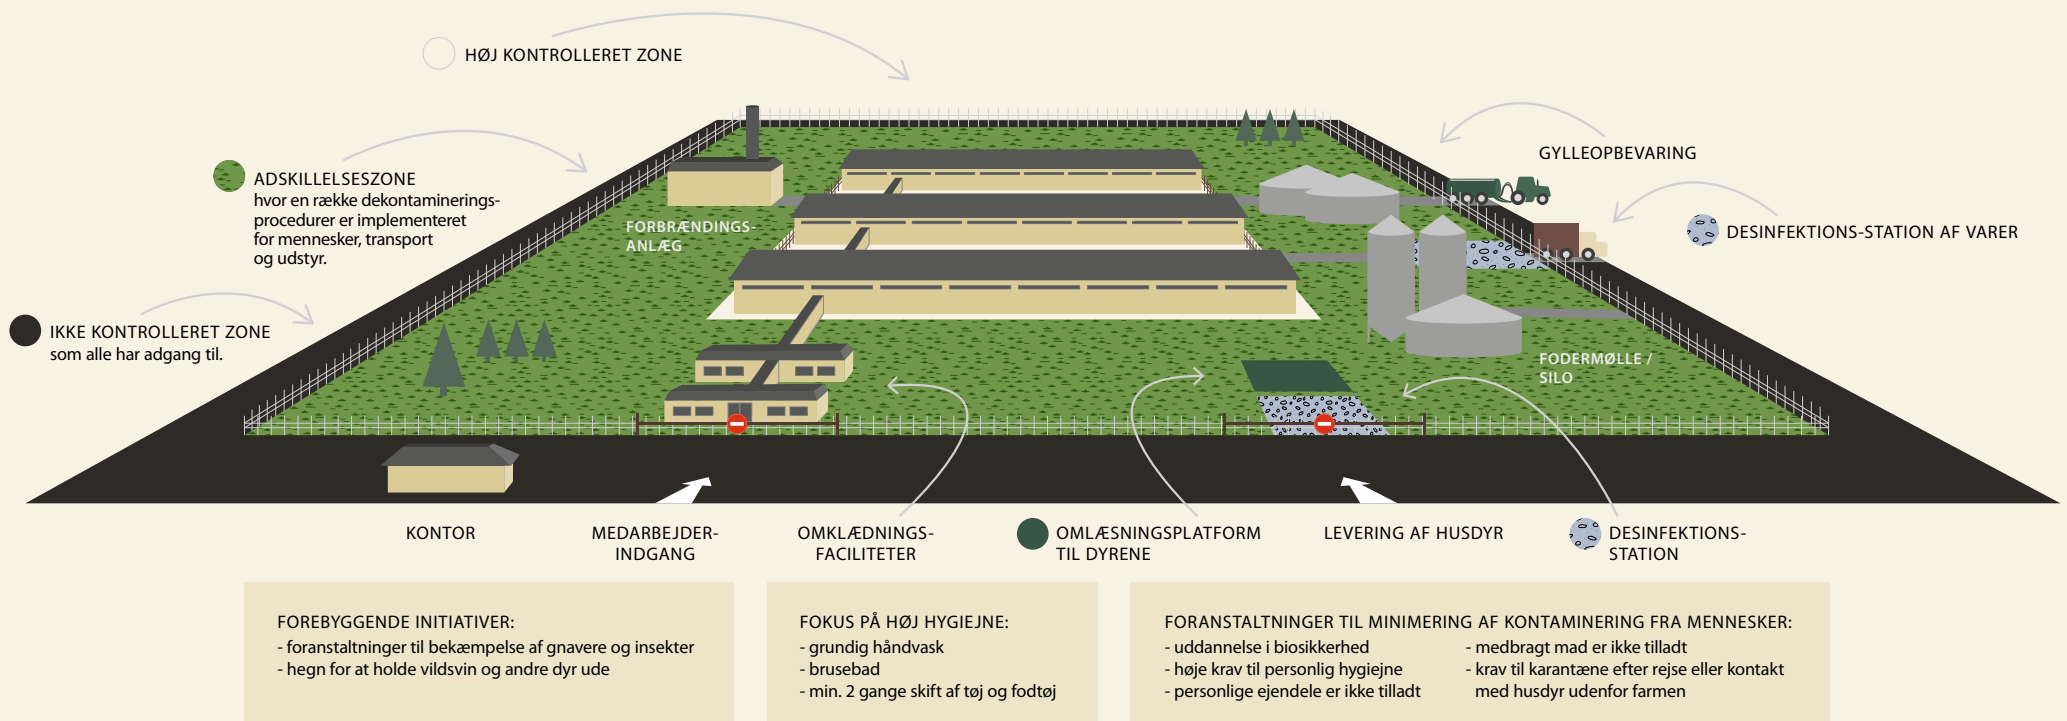 HØJ KONTROLLERET ZONE
GYLLEOPBEVARING
ADSKILLELSESZONE
hvor en række dekontaminerings-
procedurer er implementeret
for mennesker, transport
og udstyr.
FORBRÆNDINGS-
ANLÆG
DESINFEKTIONS-STATION AF VARER
IKKE KONTROLLERET ZONE
som alle har adgang til.
FODERMØLLE /
SILO
KONTOR
MEDARBEJDER-
INDGANG
OMKLÆDNINGS-
FACILITETER
OMLÆSNINGSPLATFORM
TIL DYRENE
LEVERING AF HUSDYR
DESINFEKTIONS-
STATION
FOREBYGGENDE INITIATIVER:
- foranstaltninger til bekæmpelse af gnavere og insekter
- hegn for at holde vildsvin og andre dyr ude
FOKUS PÅ HØJ HYGIEJNE:
- grundig håndvask
- brusebad
- min. 2 gange skift af tøj og fodtøj
FORANSTALTNINGER TIL MINIMERING AF KONTAMINERING FRA MENNESKER:
- uddannelse i biosikkerhed
- høje krav til personlig hygiejne
- personlige ejendele er ikke tilladt
- medbragt mad er ikke tilladt
- krav til karantæne efter rejse eller kontakt
med husdyr udenfor farmen